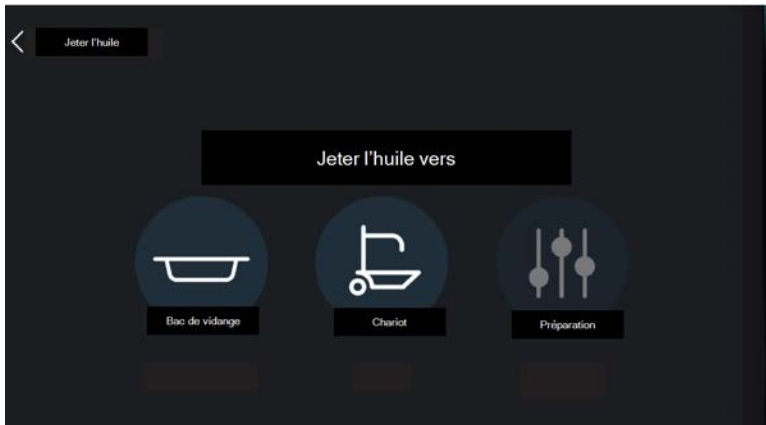 Jeter l'huile
Jeter l'huile vers
Bac de vidange
Chariot
Préparation